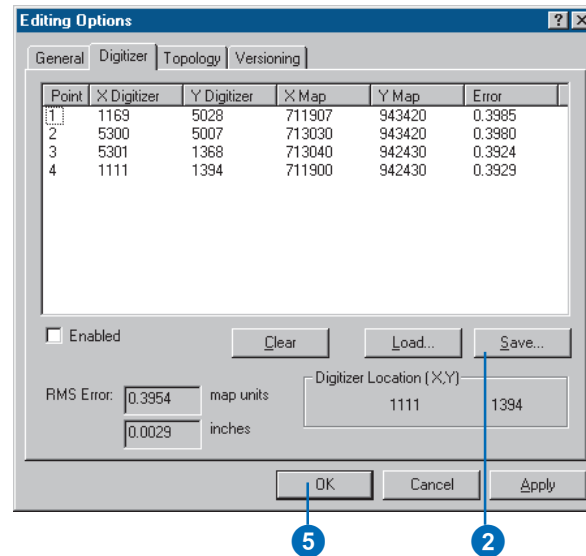 Editing Options
General Digitizer Topology Versioning
Point X Digitizer Y Digitizer X Map Y Map Error
1 1169 5028 711907 943420 0.3985
2 5300 5007 713030 943420 0.3980
3 5301 1368 713040 942430 0.3924
4 1111 1394 711900 942430 0.3929
Enabled Clear Load... Save...
Digitizer Location (X,Y)
RMS Error: 0.3954 map units 1111 1394
0.0029 inches
OK Cancel Apply
5 2